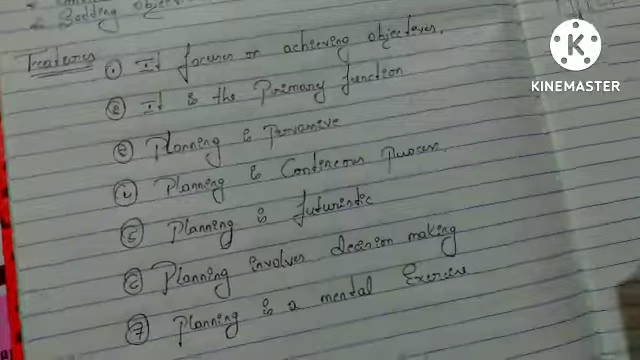 Features
① It focuses on achieving objectives.
② It is the Primary function
③ Planning is Pervasive
④ Planning is Continuous Process.
⑤ Planning is futuristic
⑥ Planning involves decision making
⑦ Planning is a mental Exercise
K
KINEMASTER